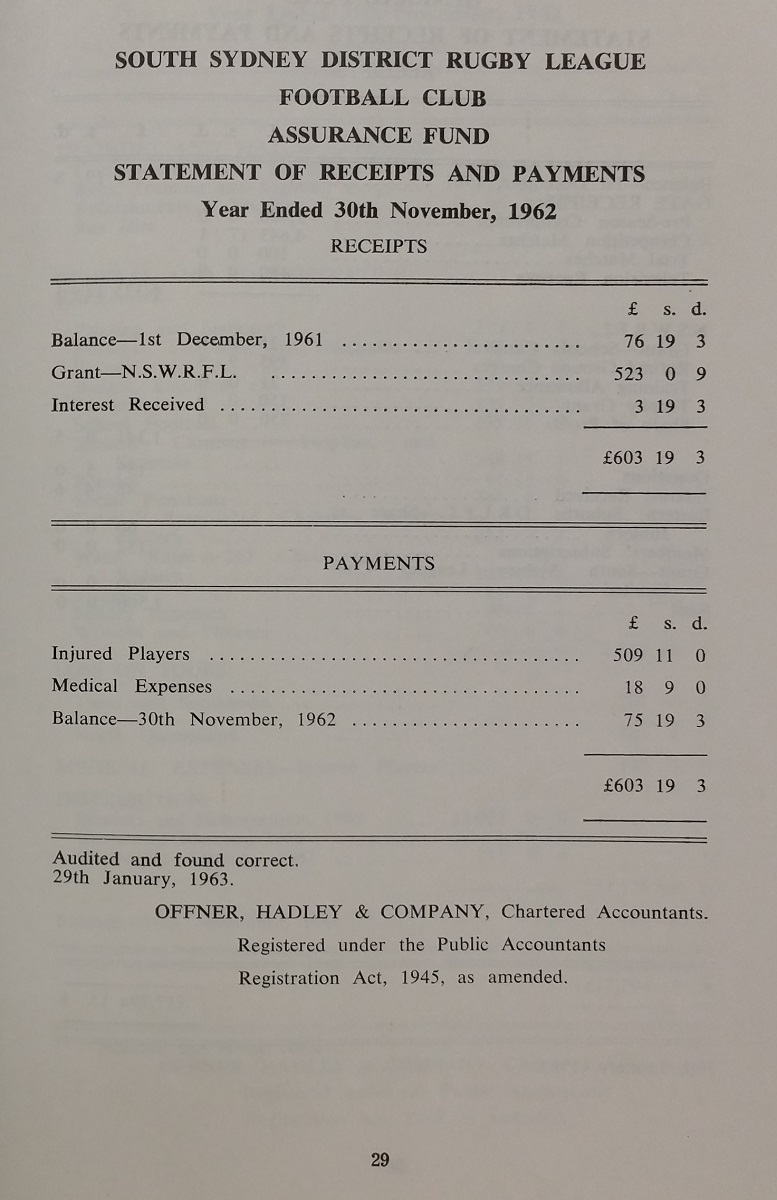 SOUTH SYDNEY DISTRICT RUGBY LEAGUE
FOOTBALL CLUB
ASSURANCE FUND
STATEMENT OF RECEIPTS AND PAYMENTS
Year Ended 30th November, 1962
RECEIPTS
£ s. d.
Balance—1st December, 1961 ........................ 76 19 3
Grant—N.S.W.R.F.L. ................................ 523 0 9
Interest Received ..................................... 3 19 3
£603 19 3
PAYMENTS
£ s. d.
Injured Players ...................................... 509 11 0
Medical Expenses .................................... 18 9 0
Balance—30th November, 1962 ....................... 75 19 3
£603 19 3
Audited and found correct.
29th January, 1963.
OFFNER, HADLEY & COMPANY, Chartered Accountants.
Registered under the Public Accountants
Registration Act, 1945, as amended.
29